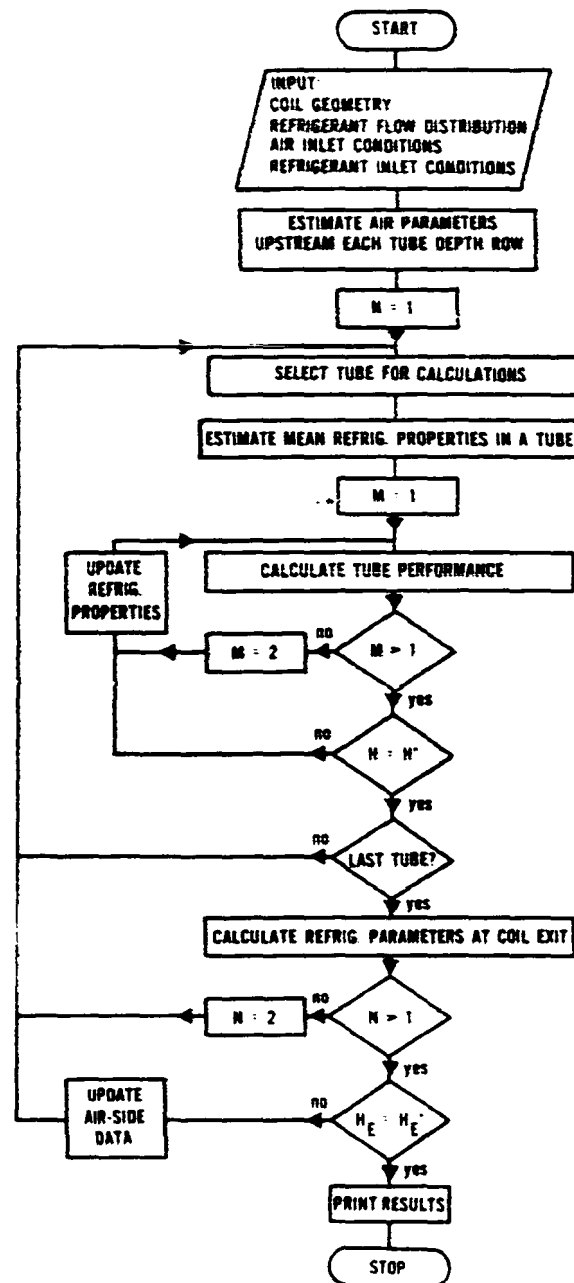 START
INPUT
COIL GEOMETRY
REFRIGERANT FLOW DISTRIBUTION
AIR INLET CONDITIONS
REFRIGERANT INLET CONDITIONS
ESTIMATE AIR PARAMETERS
UPSTREAM EACH TUBE DEPTH ROW
N = 1
SELECT TUBE FOR CALCULATIONS
ESTIMATE MEAN REFRIG. PROPERTIES IN A TUBE
M = 1
UPDATE
REFRIG.
PROPERTIES
CALCULATE TUBE PERFORMANCE
M = 2
no
M > 1
yes
no
H = H*
yes
no
LAST TUBE?
yes
CALCULATE REFRIG. PARAMETERS AT COIL EXIT
N = 2
no
N > 1
yes
UPDATE
AIR-SIDE
DATA
no
H_E = H_E*
yes
PRINT RESULTS
STOP